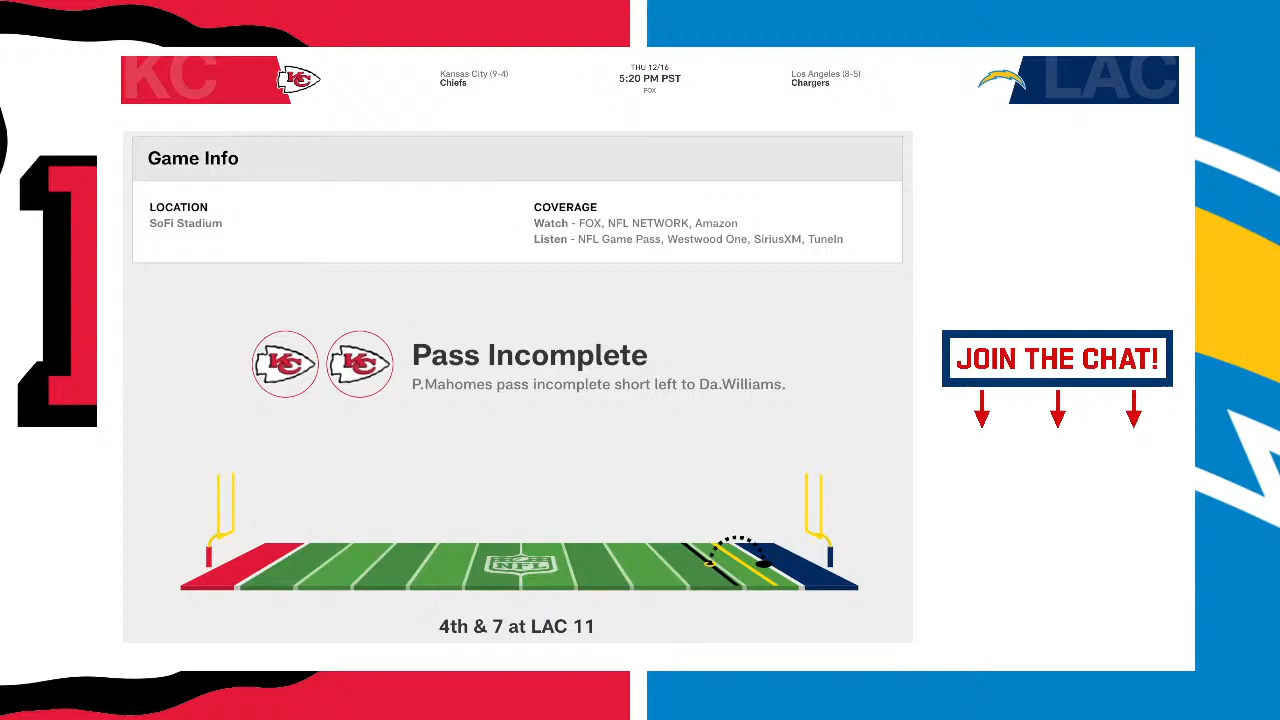 KC
KC
Kansas City (9-4)
Chiefs
THU 12/16
5:20 PM PST
FOX
Los Angeles (8-5)
Chargers
LAC
Game Info
LOCATION
SoFi Stadium
COVERAGE
Watch - FOX, NFL NETWORK, Amazon
Listen - NFL Game Pass, Westwood One, SiriusXM, TuneIn
KC
KC
Pass Incomplete
P.Mahomes pass incomplete short left to Da.Williams.
JOIN THE CHAT!
NFL
4th & 7 at LAC 11